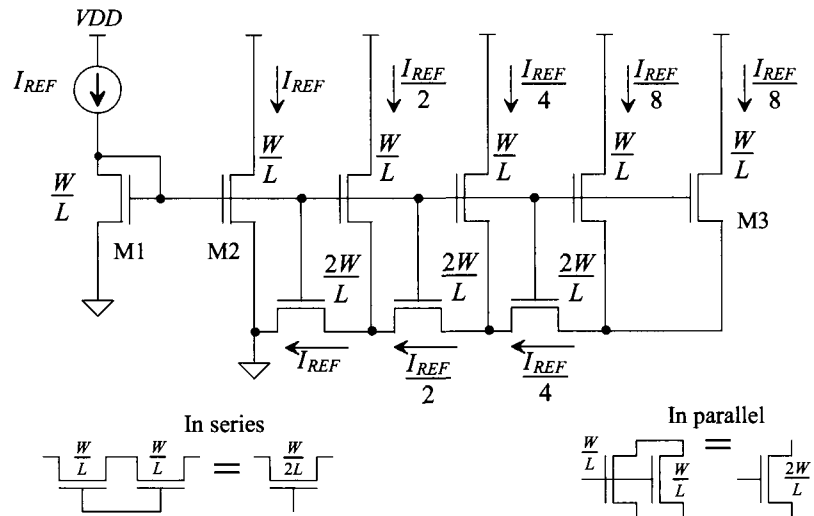 VDD
I_REF
I_REF
I_REF/2
I_REF/4
I_REF/8
I_REF/8
W/L
W/L
W/L
W/L
W/L
W/L
M1
M2
M3
2W/L
2W/L
2W/L
I_REF
I_REF/2
I_REF/4
In series
W/L
W/L
=
W/2L
In parallel
W/L
W/L
=
2W/L